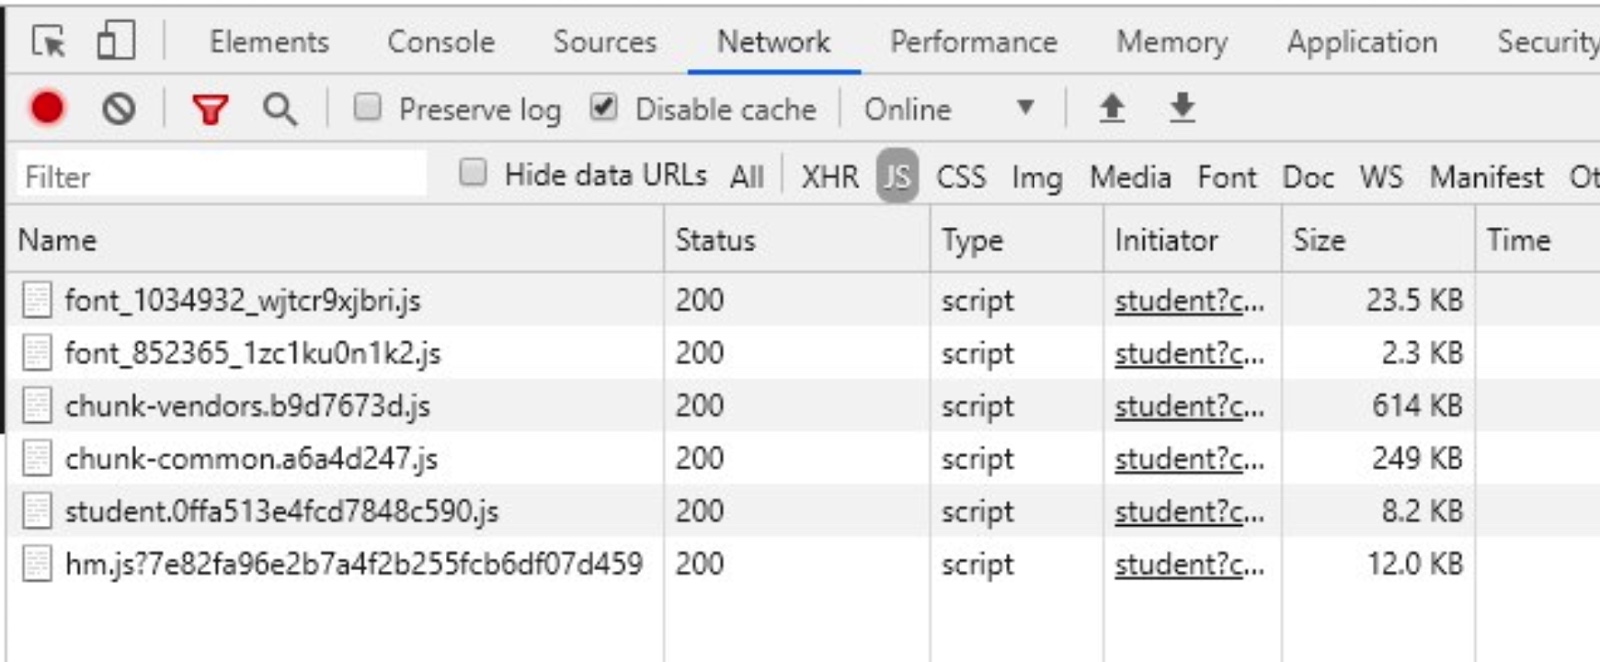 Elements Console Sources Network Performance Memory Application Security
Preserve log Disable cache Online
Filter Hide data URLs All XHR JS CSS Img Media Font Doc WS Manifest Ot
Name Status Type Initiator Size Time
font_1034932_wjtcr9xjbri.js 200 script student?c... 23.5 KB
font_852365_1zc1ku0n1k2.js 200 script student?c... 2.3 KB
chunk-vendors.b9d7673d.js 200 script student?c... 614 KB
chunk-common.a6a4d247.js 200 script student?c... 249 KB
student.0ffa513e4fcd7848c590.js 200 script student?c... 8.2 KB
hm.js?7e82fa96e2b7a4f2b255fcb6df07d459 200 script student?c... 12.0 KB